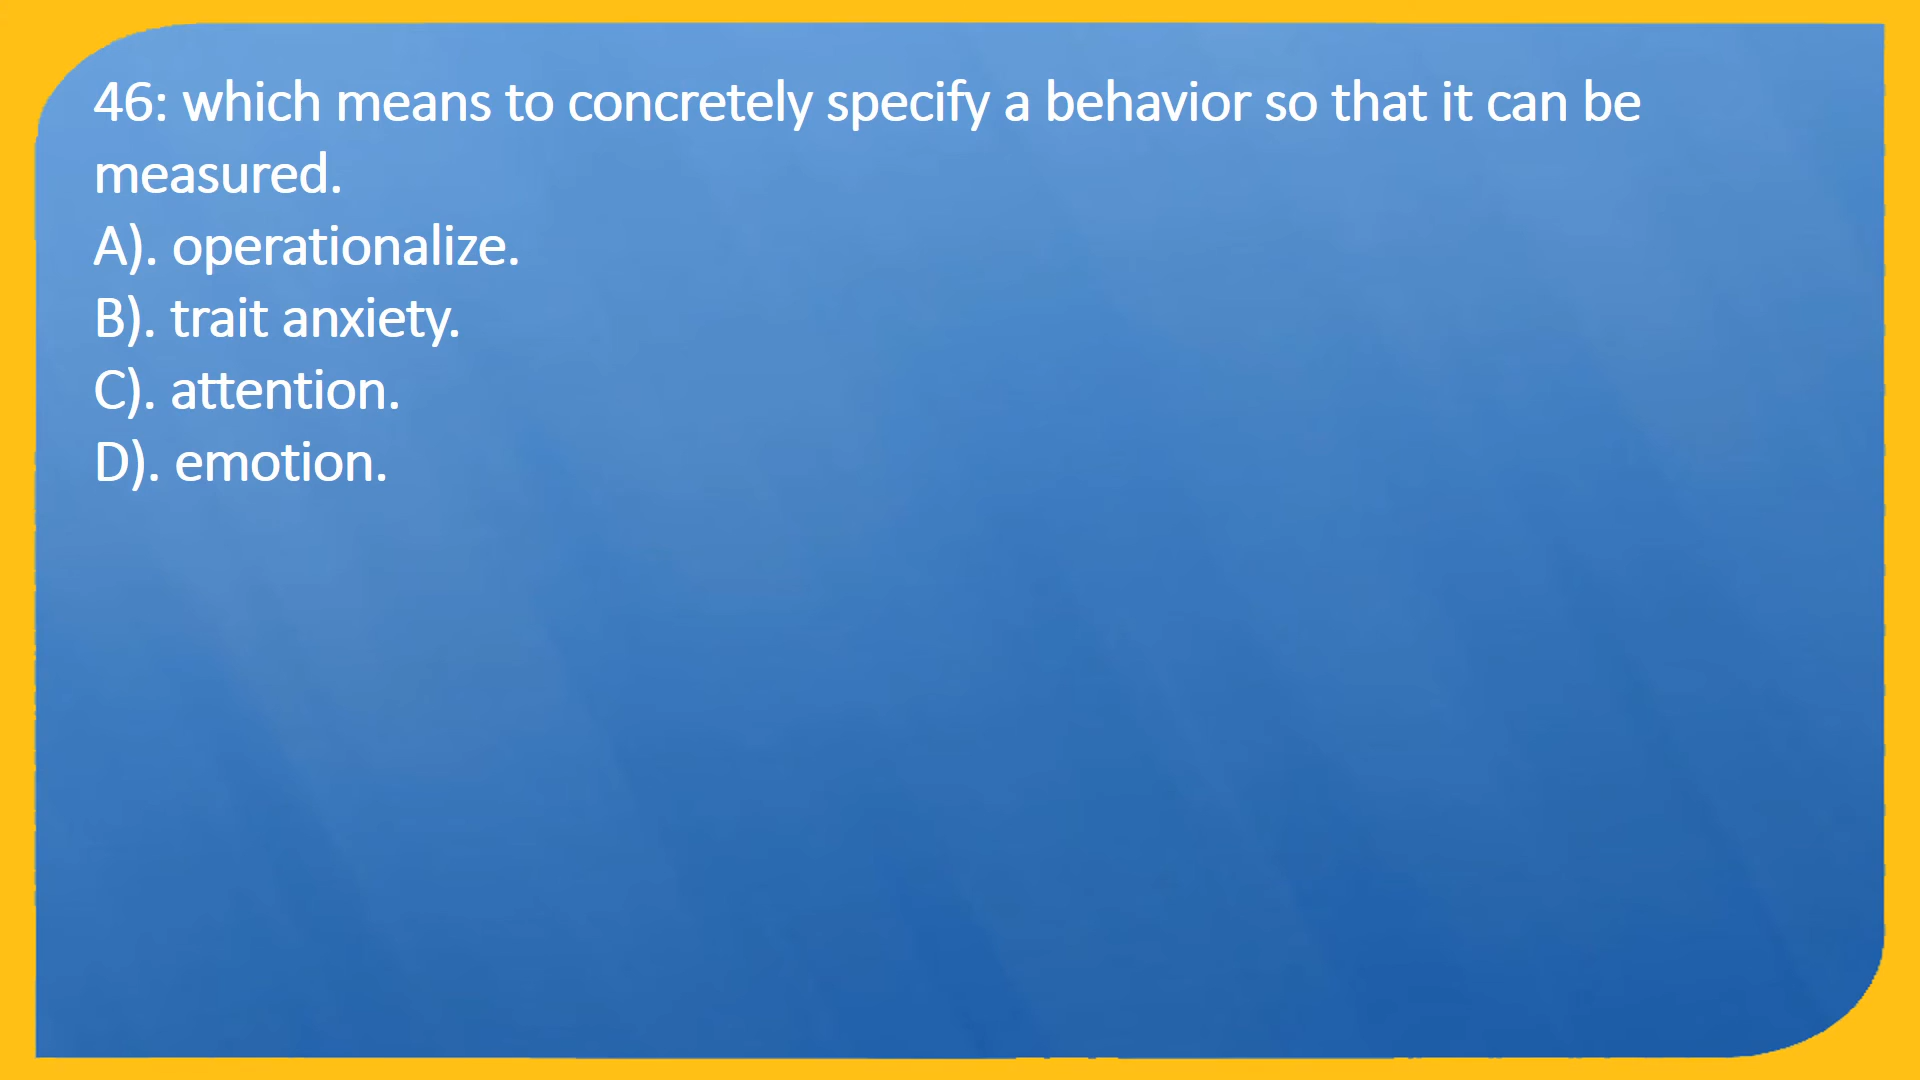 46: which means to concretely specify a behavior so that it can be
measured.
A). operationalize.
B). trait anxiety.
C). attention.
D). emotion.